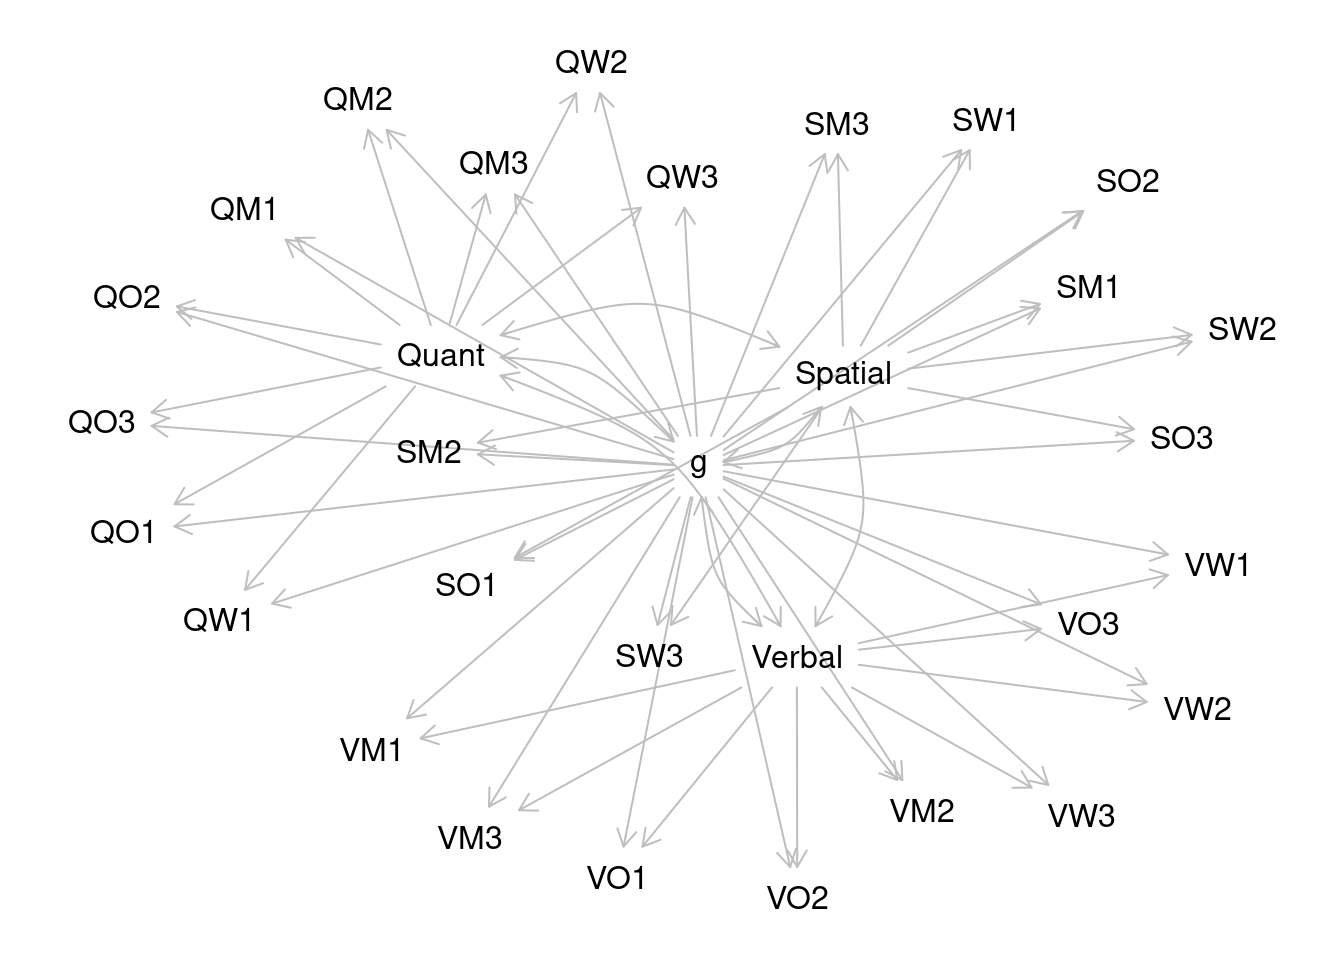 QW2
QM2
SW1
SM3
QM3
QW3
SO2
QM1
SM1
QO2
SW2
Quant
Spatial
QO3
SO3
SM2
g
QO1
VW1
SO1
QW1
VO3
SW3
Verbal
VW2
VM1
VM2
VW3
VM3
VO1
VO2